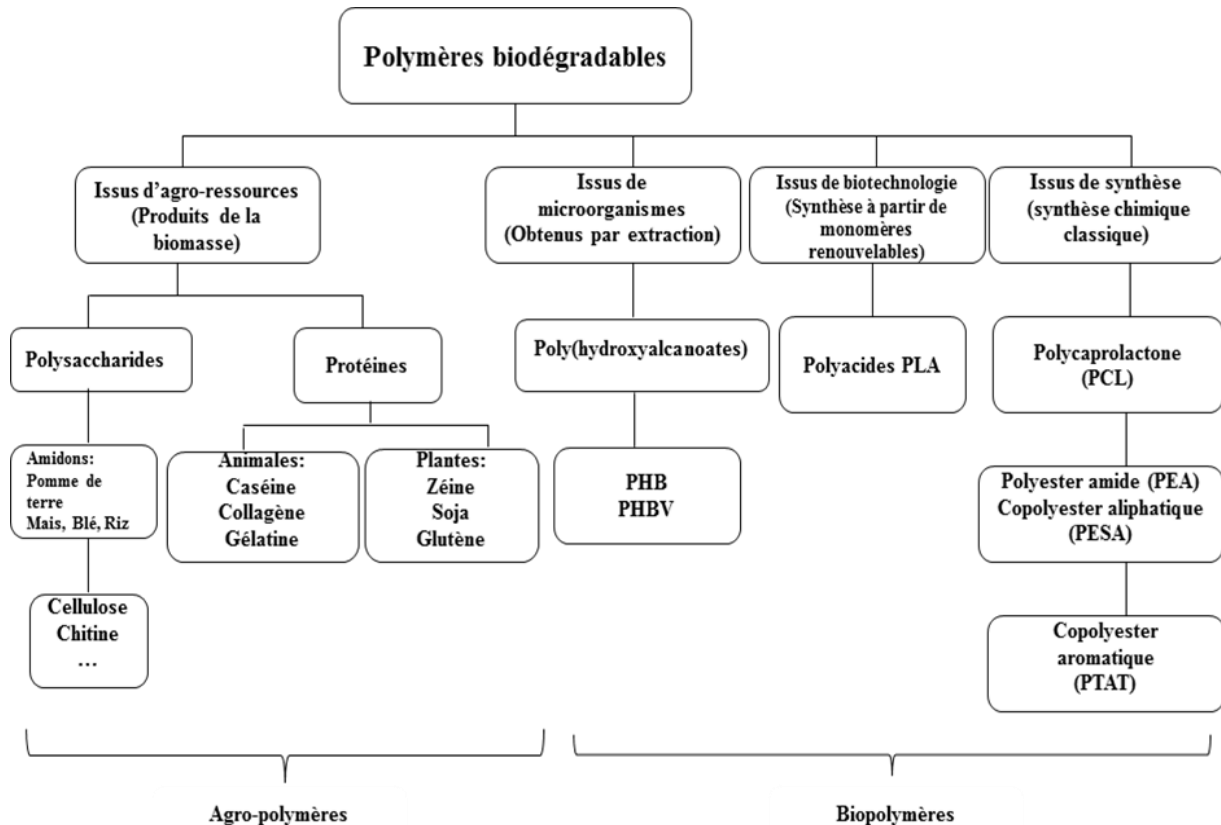 Polymères biodégradables
Issus d'agro-ressources
(Produits de la
biomasse)
Issus de
microorganismes
(Obtenus par extraction)
Issus de biotechnologie
(Synthèse à partir de
monomères
renouvelables)
Issus de synthèse
(synthèse chimique
classique)
Polysaccharides
Protéines
Poly(hydroxyalcanoates)
Polyacides PLA
Polycaprolactone
(PCL)
Amidons:
Pomme de
terre
Mais, Blé, Riz
Animales:
Caséine
Collagène
Gélatine
Plantes:
Zéine
Soja
Glutène
PHB
PHBV
Polyester amide (PEA)
Copolyester aliphatique
(PESA)
Cellulose
Chitine
…
Copolyester
aromatique
(PTAT)
Agro-polymères
Biopolymères